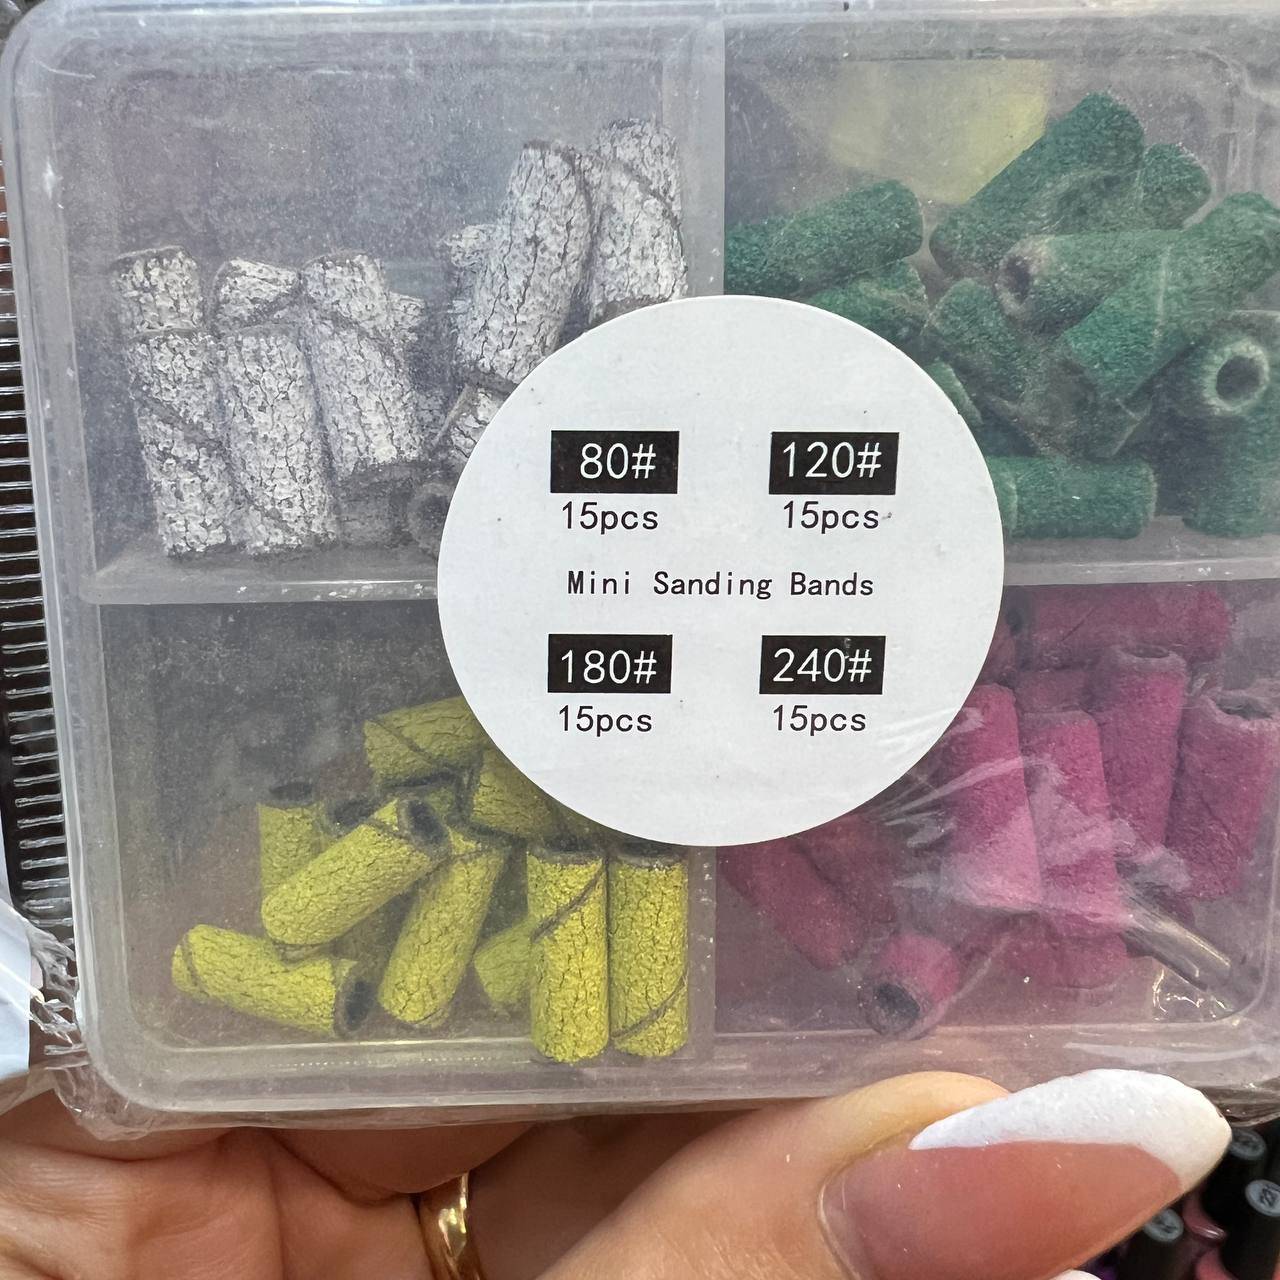 80# 120#
15pcs 15pcs
Mini Sanding Bands
180# 240#
15pcs 15pcs